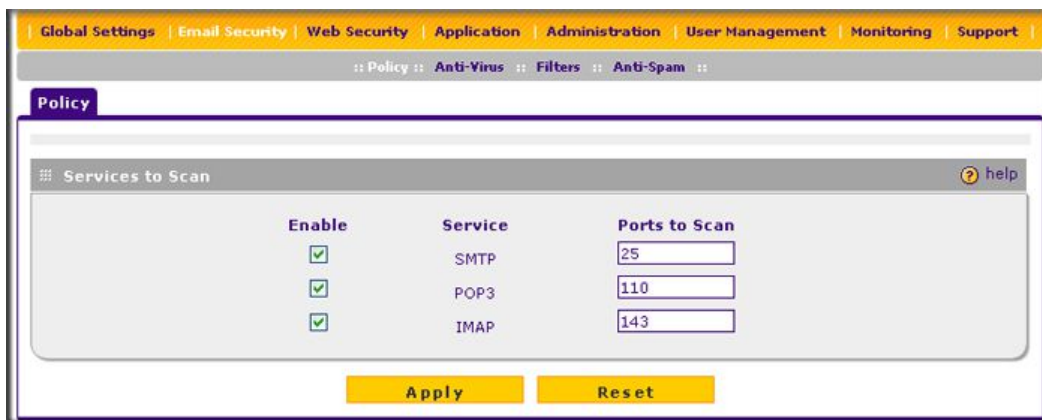 | Global Settings | Email Security | Web Security | Application | Administration | User Management | Monitoring | Support |
:: Policy :: Anti-Virus :: Filters :: Anti-Spam ::
Policy
Services to Scan ? help
Enable Service Ports to Scan
SMTP 25
POP3 110
IMAP 143
Apply Reset